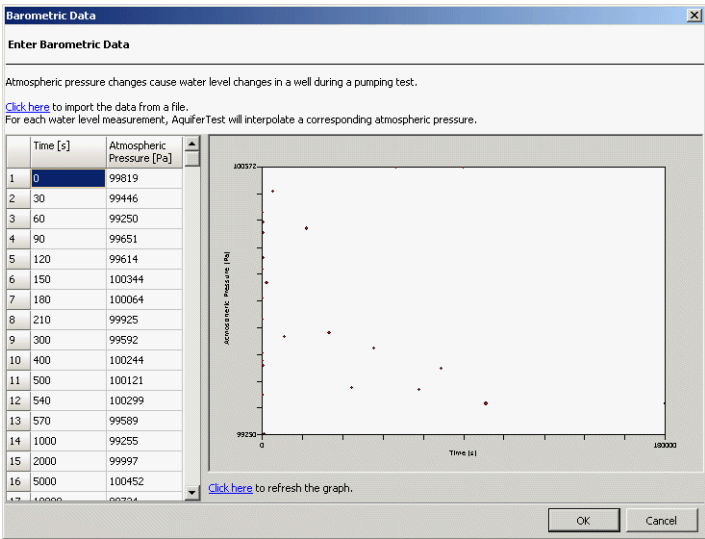 Barometric Data
Enter Barometric Data
Atmospheric pressure changes cause water level changes in a well during a pumping test.
Click here to import the data from a file.
For each water level measurement, AquiferTest will interpolate a corresponding atmospheric pressure.
Time [s] Atmospheric Pressure [Pa]
1 0 99819
2 30 99446
3 60 99250
4 90 99651
5 120 99614
6 150 100344
7 180 100064
8 210 99925
9 300 99592
10 400 100244
11 500 100121
12 540 100299
13 570 99589
14 1000 99255
15 2000 99997
16 5000 100452
100572
Atmospheric Pressure [Pa]
99250
0
Time [s]
180000
Click here to refresh the graph.
OK
Cancel